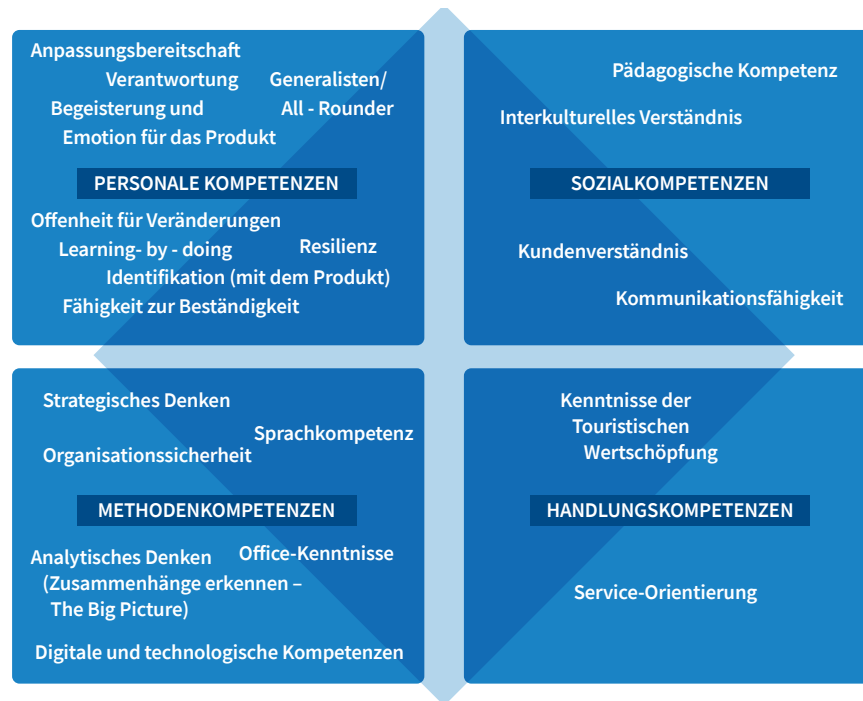 Anpassungsbereitschaft
Verantwortung
Generalisten/
All - Rounder
Begeisterung und
Emotion für das Produkt
PERSONALE KOMPETENZEN
Offenheit für Veränderungen
Learning- by - doing
Resilienz
Identifikation (mit dem Produkt)
Fähigkeit zur Beständigkeit
Pädagogische Kompetenz
Interkulturelles Verständnis
SOZIALKOMPETENZEN
Kundenverständnis
Kommunikationsfähigkeit
Strategisches Denken
Sprachkompetenz
Organisationssicherheit
METHODENKOMPETENZEN
Analytisches Denken
(Zusammenhänge erkennen –
The Big Picture)
Office-Kenntnisse
Digitale und technologische Kompetenzen
Kenntnisse der
Touristischen
Wertschöpfung
HANDLUNGSKOMPETENZEN
Service-Orientierung